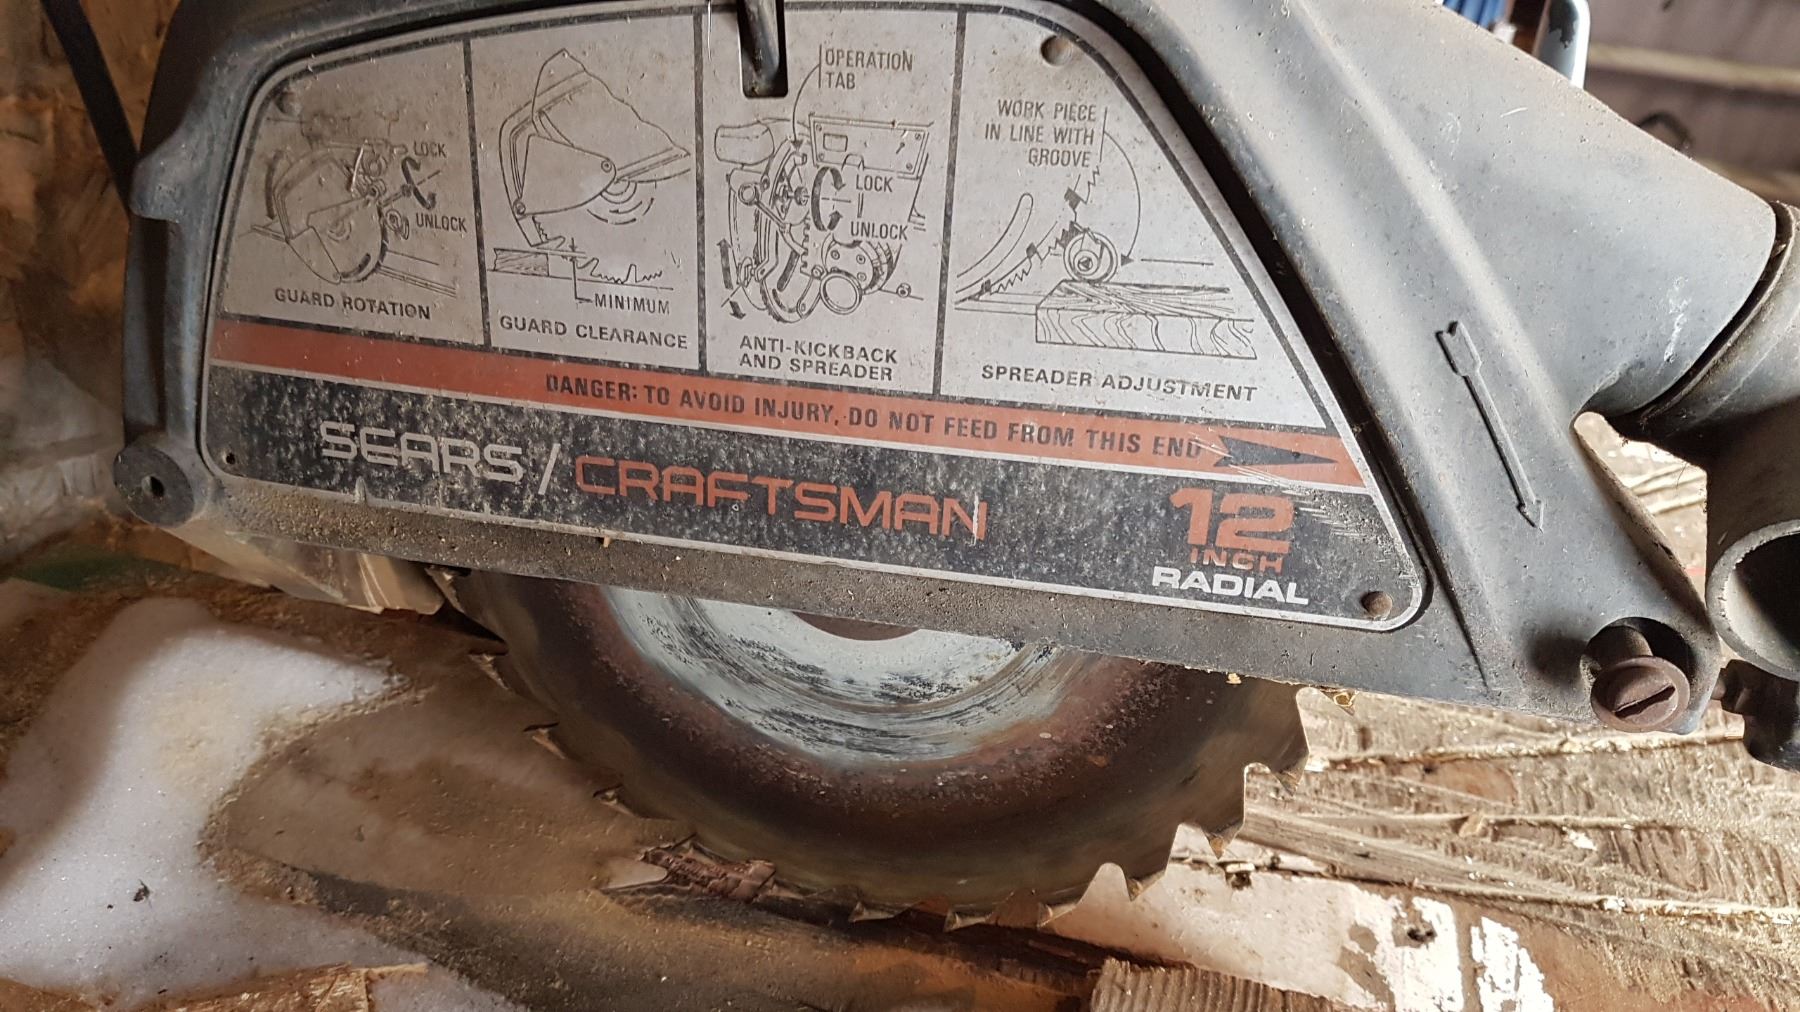 LOCK
UNLOCK
GUARD ROTATION
MINIMUM
GUARD CLEARANCE
OPERATION
TAB
LOCK
UNLOCK
ANTI-KICKBACK
AND SPREADER
WORK PIECE
IN LINE WITH
GROOVE
SPREADER ADJUSTMENT
DANGER: TO AVOID INJURY, DO NOT FEED FROM THIS END
SEARS/CRAFTSMAN
12
INCH
RADIAL